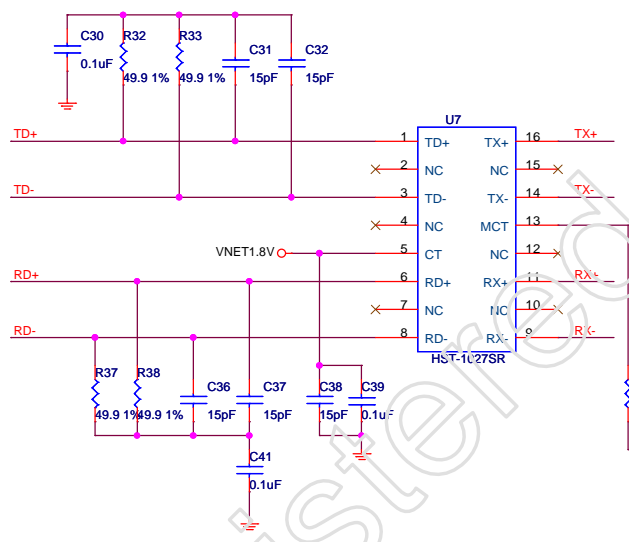 C30 R32 R33 C31 C32
0.1uF 49.9 1% 49.9 1% 15pF 15pF
U7
TD+ 1 TD+ TX+ 16 TX+
2 NC NC 15
TD- 3 TD- TX- 14 TX-
4 NC MCT 13
VNET1.8V 5 CT NC 12
RD+ 6 RD+ RX+ 11 RX+
7 NC NC 10
RD- 8 RD- RX- 9 RX-
HST-1027SR
R37 R38 C36 C37 C38 C39
49.9 1% 49.9 1% 15pF 15pF 15pF 0.1uF
C41
0.1uF
istered